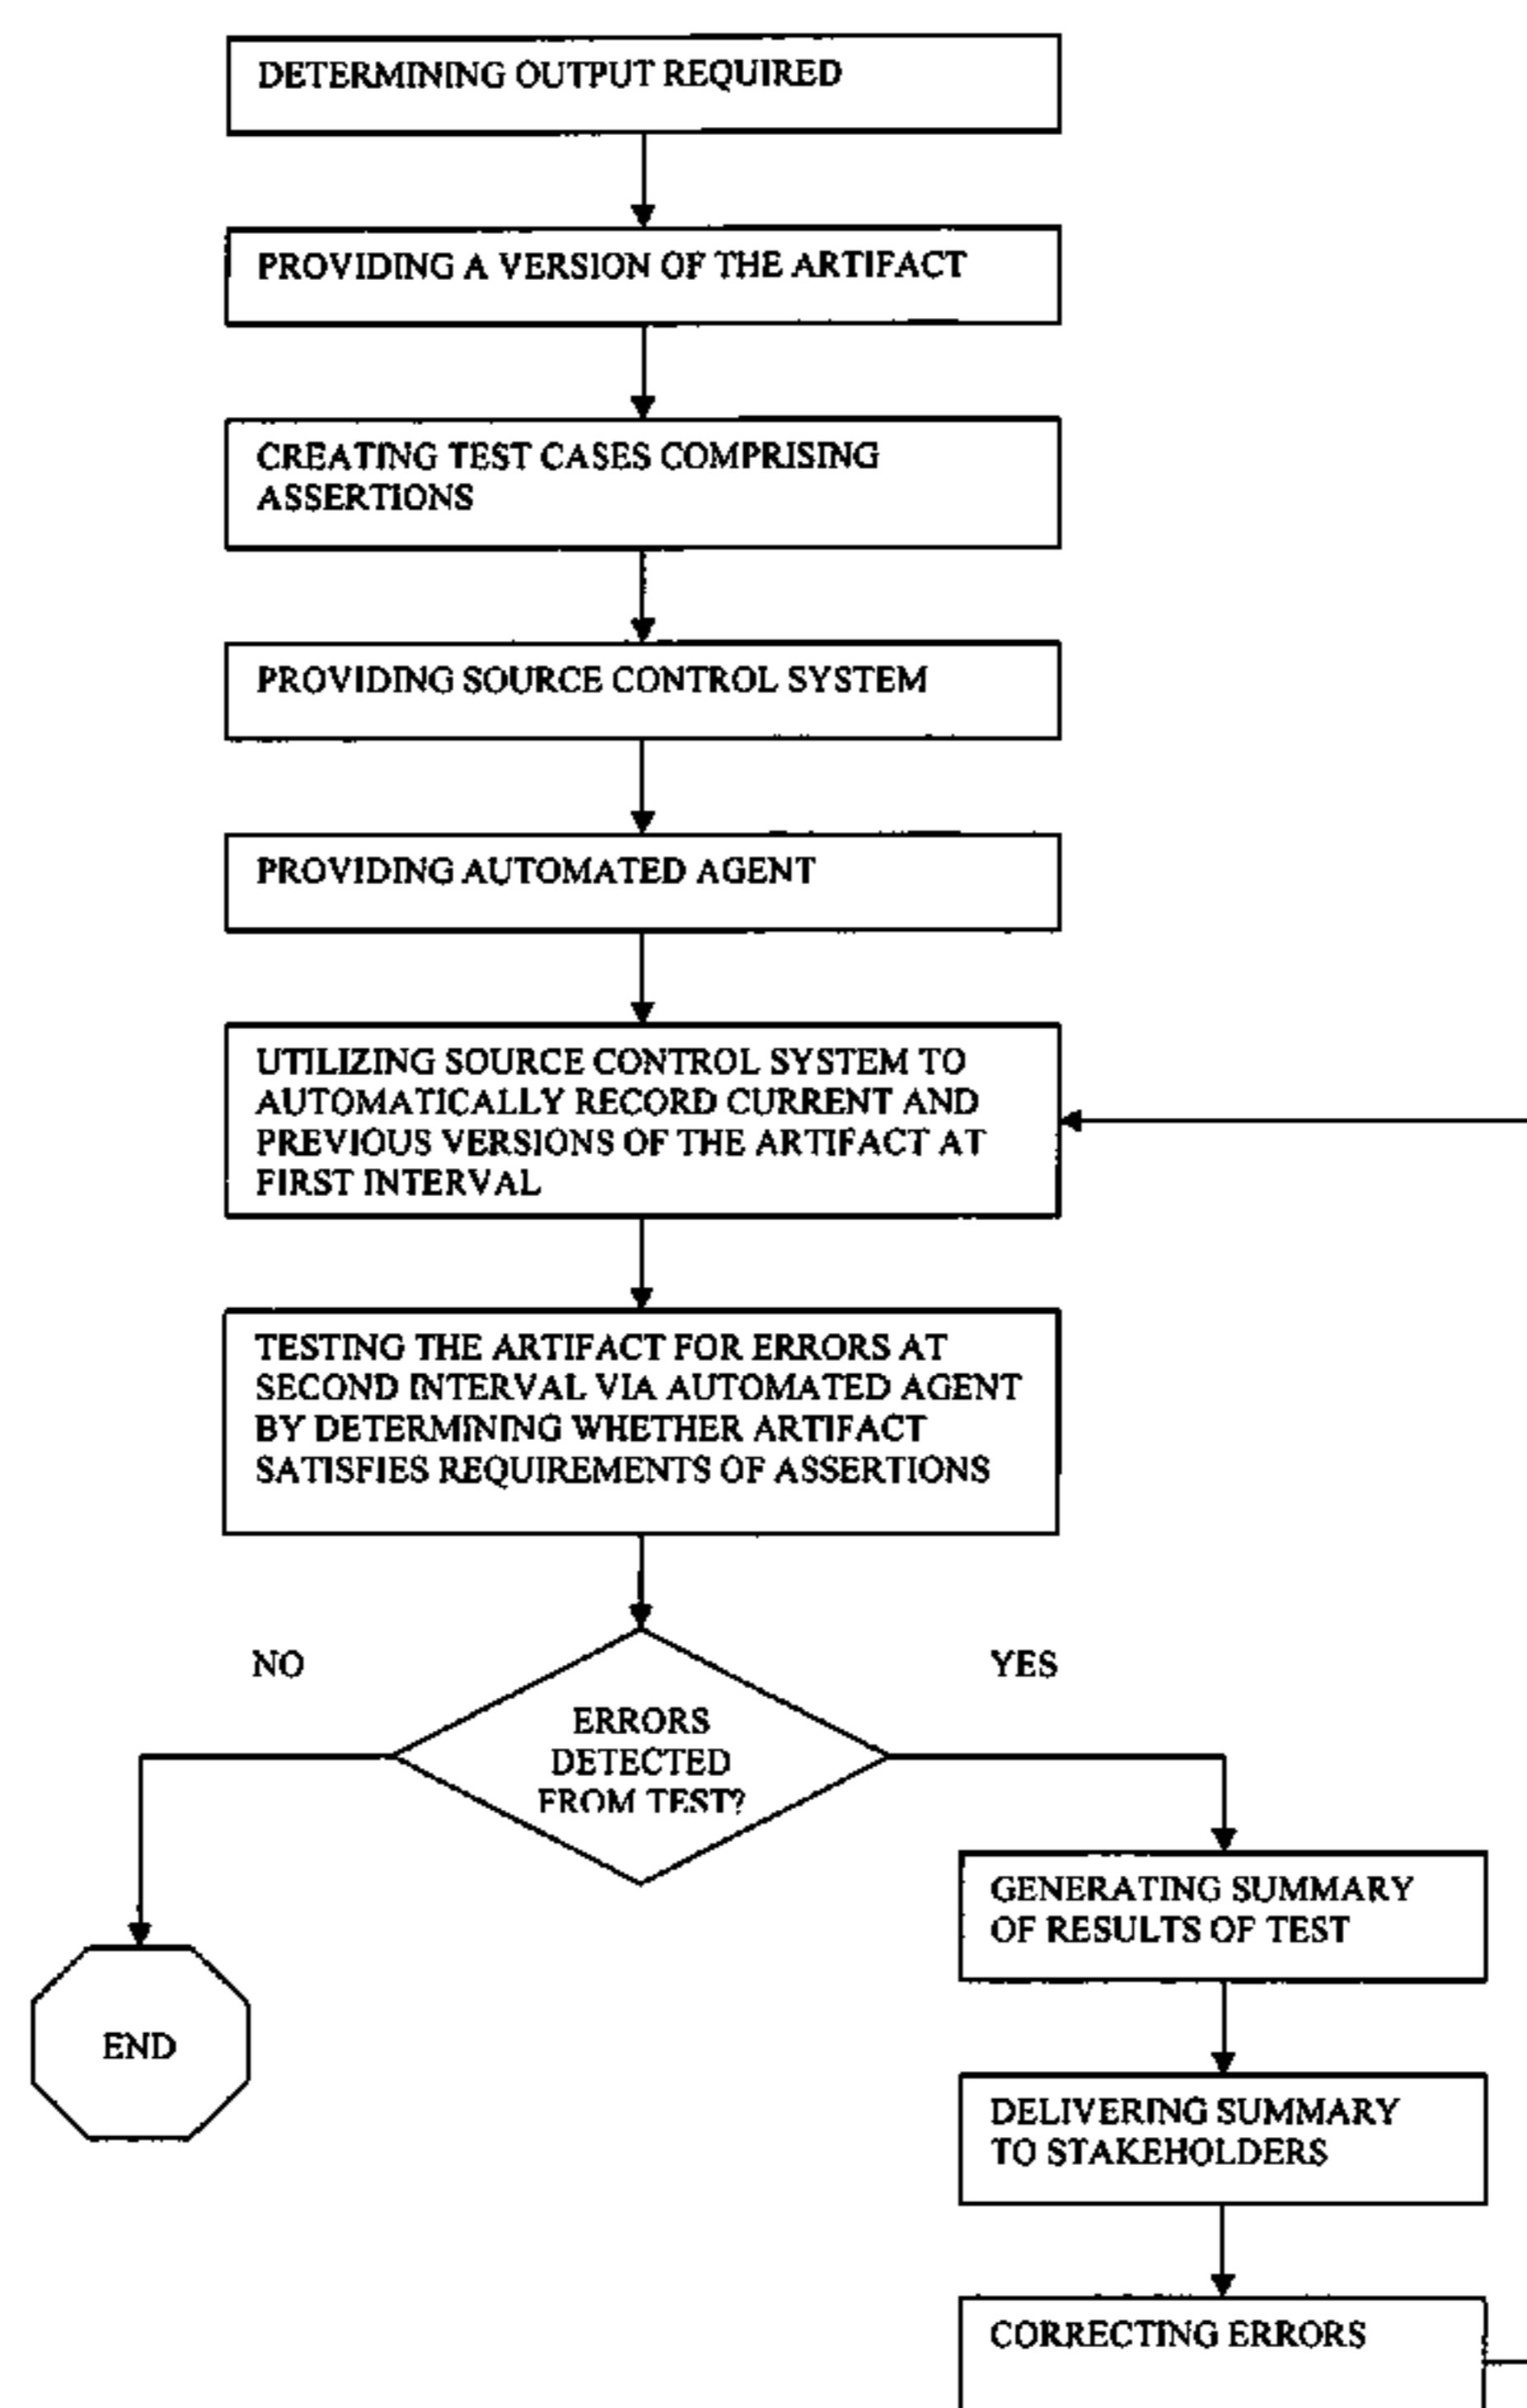 DETERMINING OUTPUT REQUIRED
PROVIDING A VERSION OF THE ARTIFACT
CREATING TEST CASES COMPRISING
ASSERTIONS
PROVIDING SOURCE CONTROL SYSTEM
PROVIDING AUTOMATED AGENT
UTILIZING SOURCE CONTROL SYSTEM TO
AUTOMATICALLY RECORD CURRENT AND
PREVIOUS VERSIONS OF THE ARTIFACT AT
FIRST INTERVAL
TESTING THE ARTIFACT FOR ERRORS AT
SECOND INTERVAL VIA AUTOMATED AGENT
BY DETERMINING WHETHER ARTIFACT
SATISFIES REQUIREMENTS OF ASSERTIONS
NO
YES
ERRORS
DETECTED
FROM TEST?
GENERATING SUMMARY
OF RESULTS OF TEST
END
DELIVERING SUMMARY
TO STAKEHOLDERS
CORRECTING ERRORS